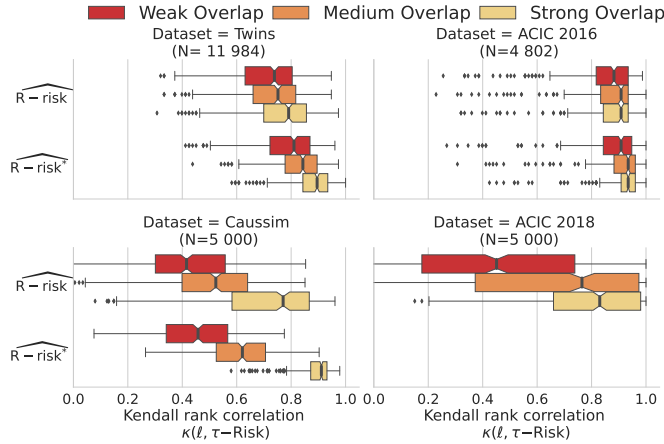 Weak Overlap Medium Overlap Strong Overlap
Dataset = Twins
(N= 11 984)
Dataset = ACIC 2016
(N=4 802)
R−risk
R−risk*
Dataset = Caussim
(N=5 000)
Dataset = ACIC 2018
(N=5 000)
R−risk
R−risk*
0.0 0.2 0.4 0.6 0.8 1.0
0.0 0.2 0.4 0.6 0.8 1.0
Kendall rank correlation
κ(ℓ, τ−Risk)
Kendall rank correlation
κ(ℓ, τ−Risk)